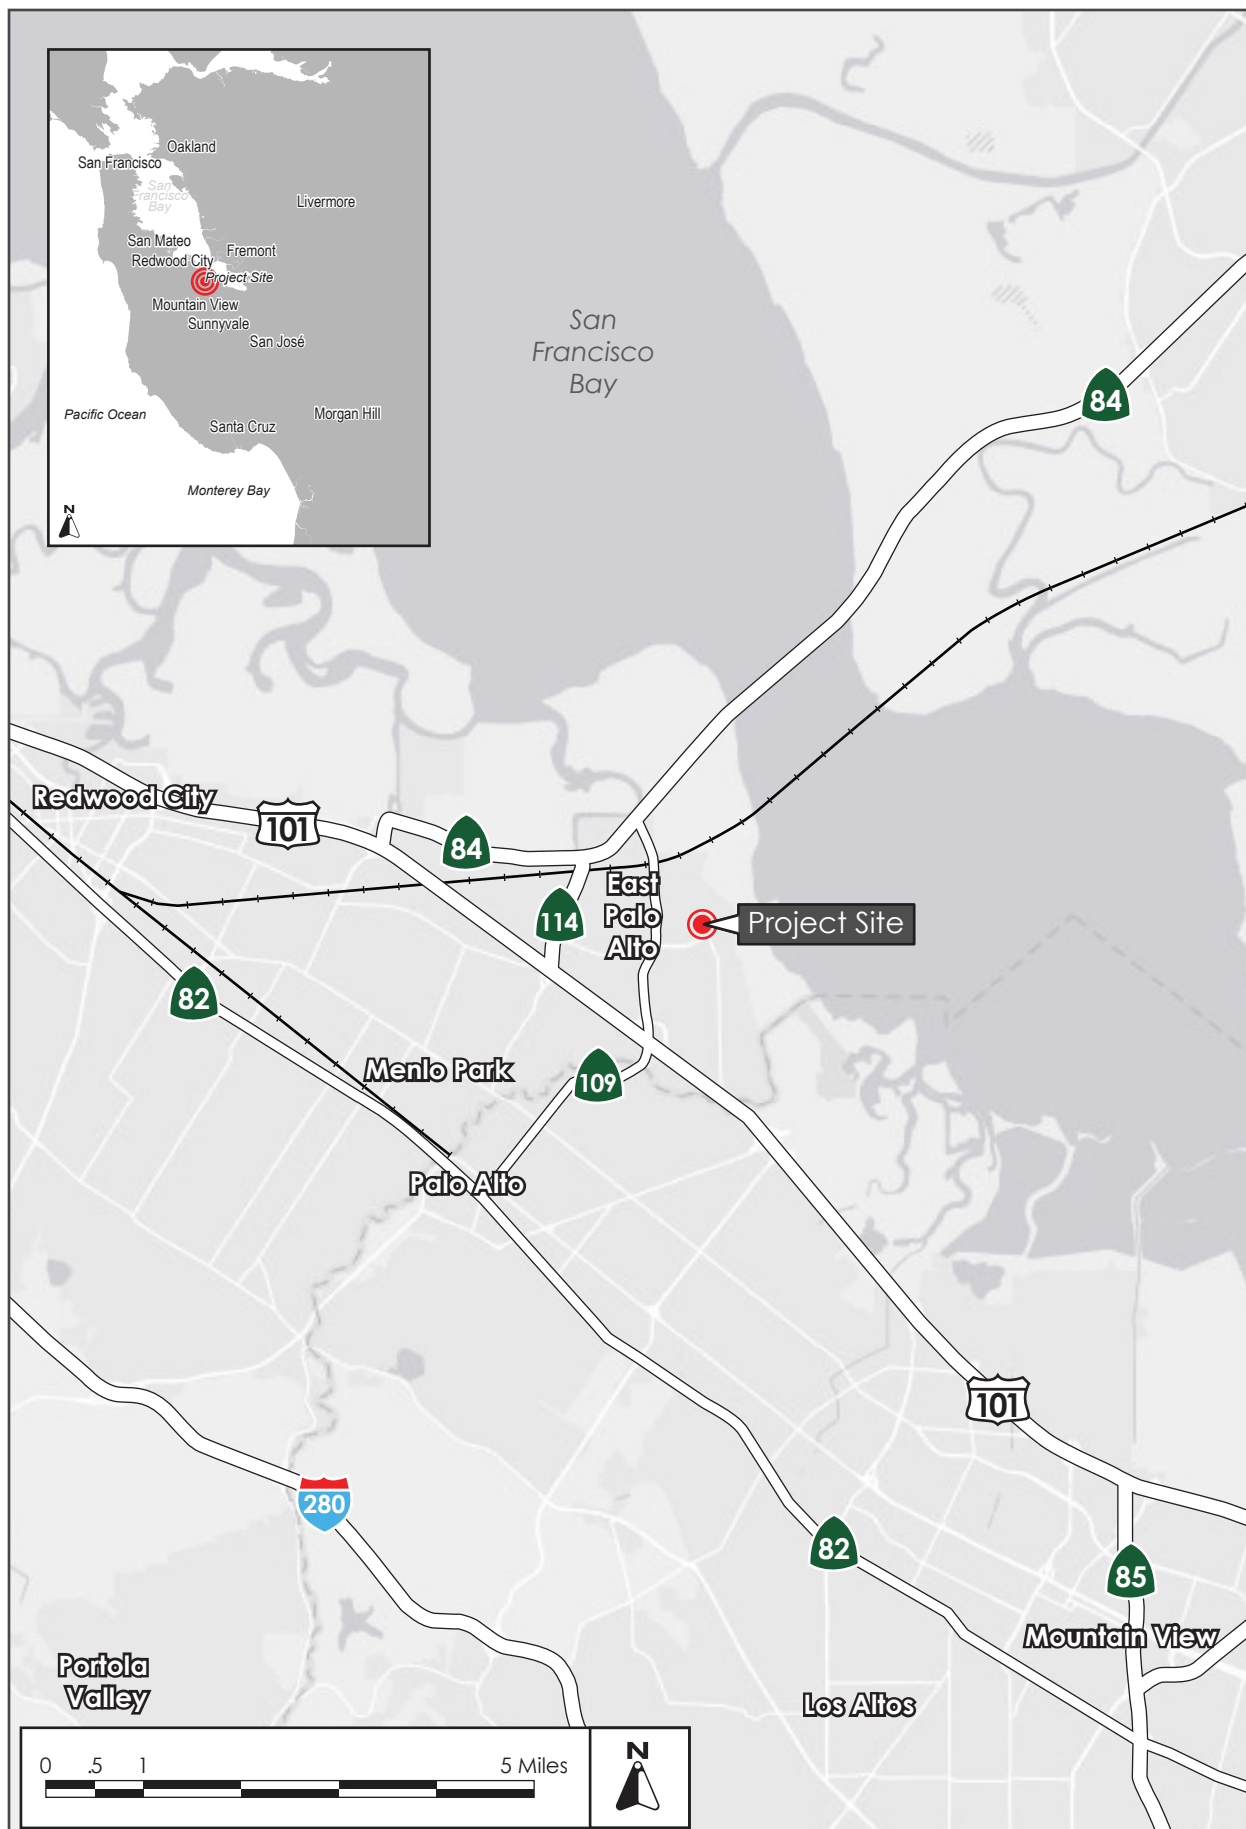 Oakland
San Francisco
San
Francisco
Bay
Livermore
San Mateo
Fremont
Redwood City
Project Site
Mountain View
Sunnyvale
San José
Pacific Ocean
Morgan Hill
Santa Cruz
Monterey Bay
N
San
Francisco
Bay
84
Redwood City
101
84
East
Palo
Alto
114
Project Site
82
Menlo Park
109
Palo Alto
101
280
82
85
Mountain View
Portola
Valley
Los Altos
0 .5 1 5 Miles
N